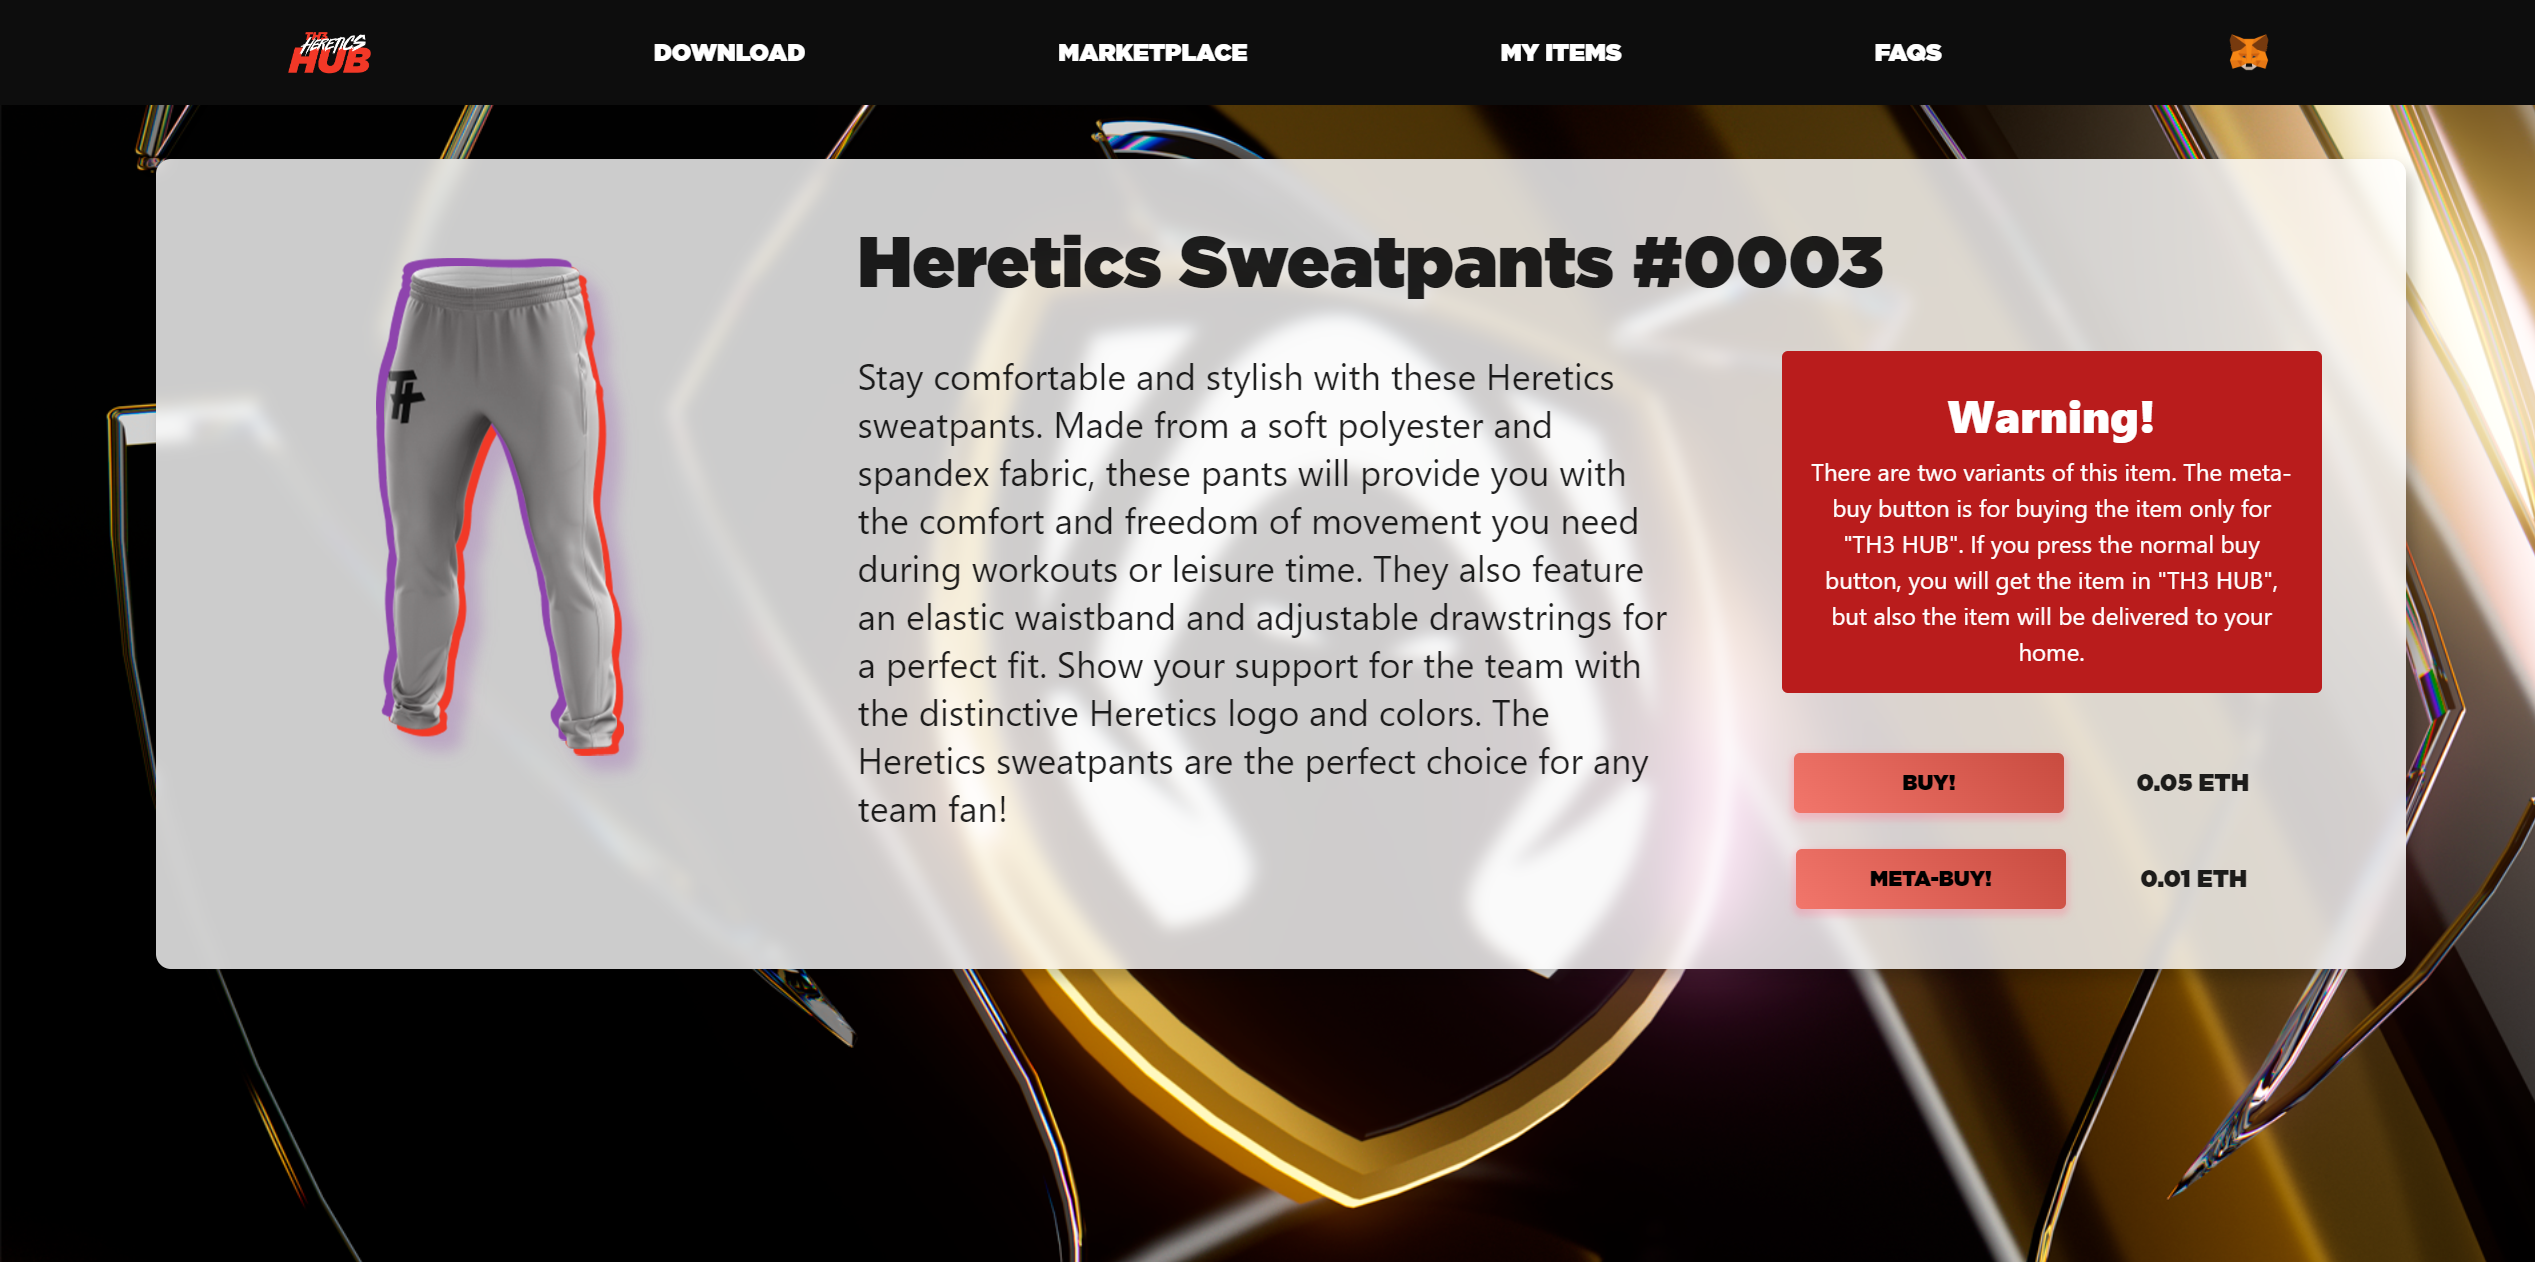 TH3
HERETICS
HUB
DOWNLOAD
MARKETPLACE
MY ITEMS
FAQS
Heretics Sweatpants #0003
TH
Stay comfortable and stylish with these Heretics
sweatpants. Made from a soft polyester and
spandex fabric, these pants will provide you with
the comfort and freedom of movement you need
during workouts or leisure time. They also feature
an elastic waistband and adjustable drawstrings for
a perfect fit. Show your support for the team with
the distinctive Heretics logo and colors. The
Heretics sweatpants are the perfect choice for any
team fan!
Warning!
There are two variants of this item. The meta-
buy button is for buying the item only for
"TH3 HUB". If you press the normal buy
button, you will get the item in "TH3 HUB",
but also the item will be delivered to your
home.
BUY!
0.05 ETH
META-BUY!
0.01 ETH